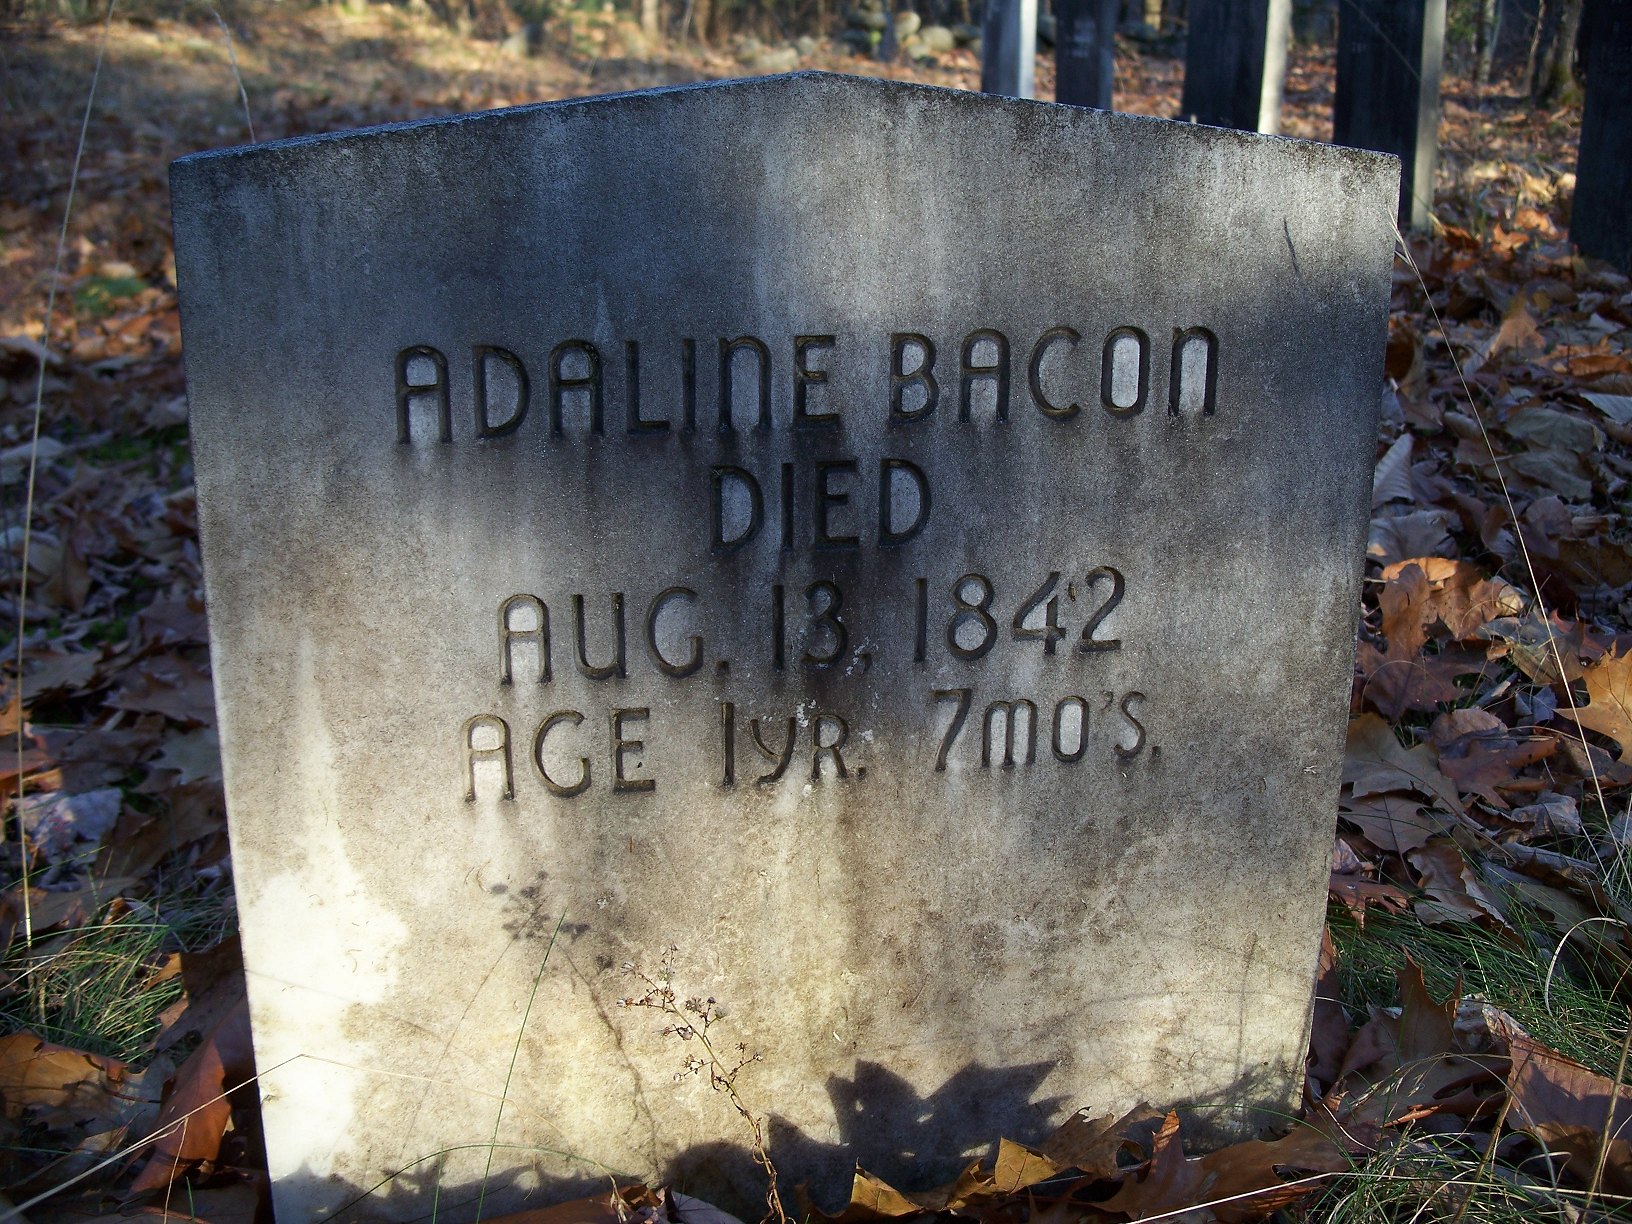 ADALINE BACON
DIED
AUG. 13, 1842
AGE 1yR. 7mo's.